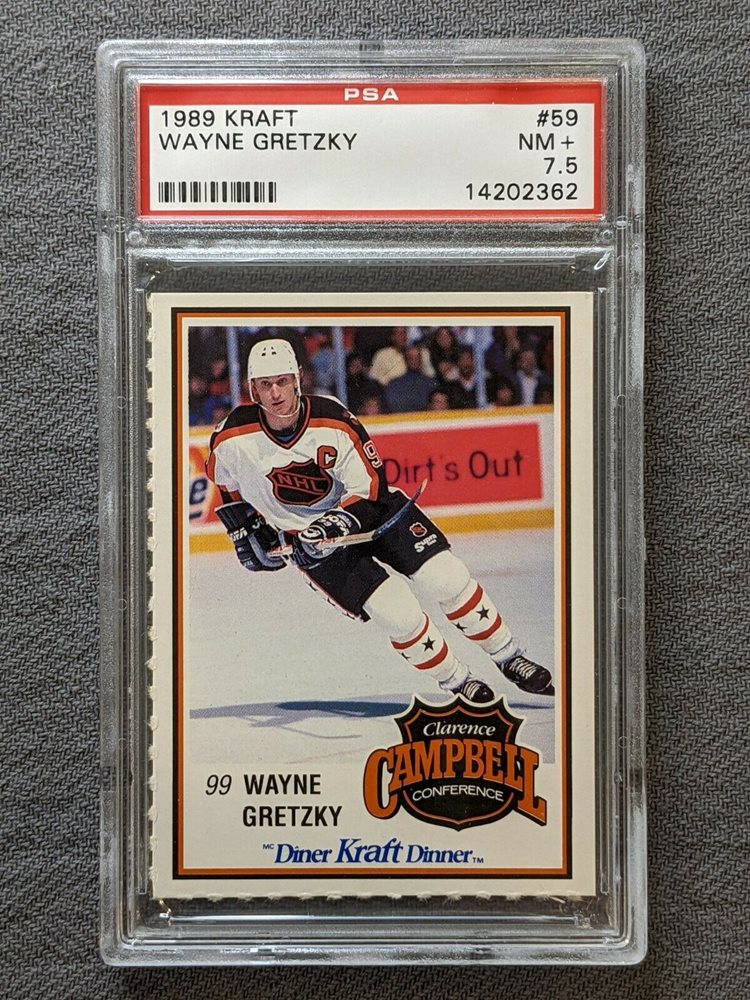 PSA
1989 KRAFT #59
WAYNE GRETZKY NM +
7.5
14202362
C
9
NHL
e
Dirt's Out
Clarence
CAMPBELL
CONFERENCE
99 WAYNE
GRETZKY
MC Diner Kraft Dinner TM